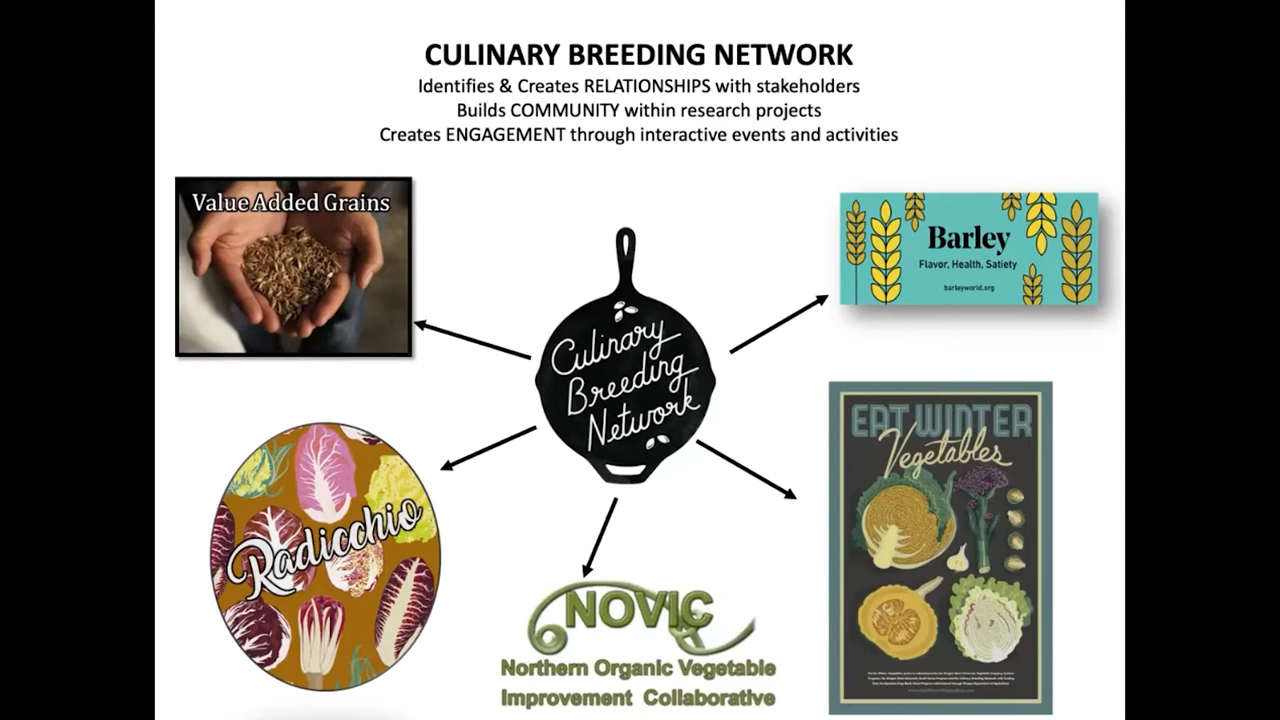 CULINARY BREEDING NETWORK
Identifies & Creates RELATIONSHIPS with stakeholders
Builds COMMUNITY within research projects
Creates ENGAGEMENT through interactive events and activities
Value Added Grains
Barley
Flavor, Health, Satiety
barleyworld.org
Culinary
Breeding
Network
EAT WINTER
Vegetables
Radicchio
NOVIC
Northern Organic Vegetable
Improvement Collaborative